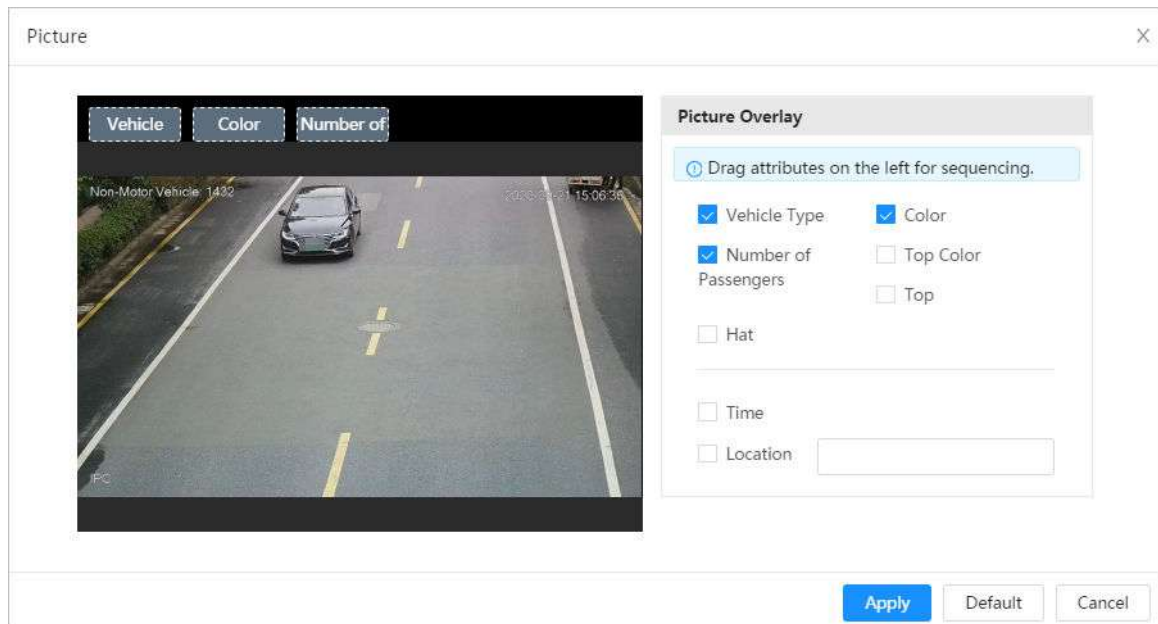 Picture
X
Vehicle Color Number of
Non-Motor Vehicle: 1432
15:06:36
IPC
Picture Overlay
Drag attributes on the left for sequencing.
Vehicle Type Color
Number of Passengers
Top Color
Top
Hat
Time
Location
Apply Default Cancel